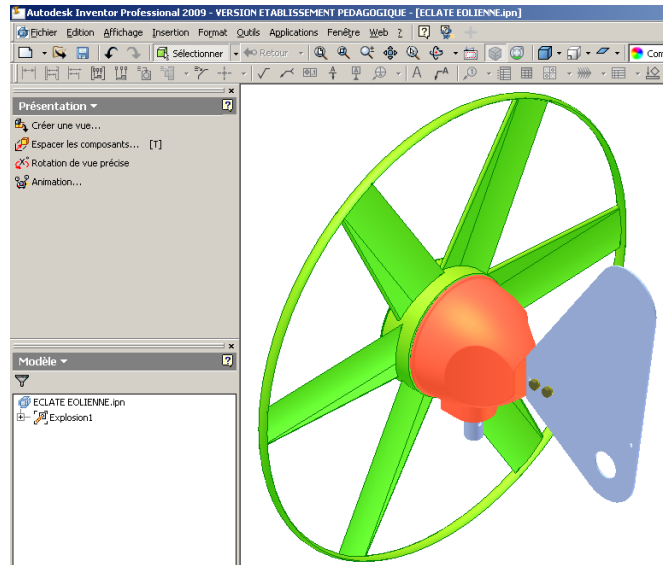 Autodesk Inventor Professional 2009 - VERSION ETABLISSEMENT PEDAGOGIQUE - [ECLATE EOLIENNE.ipn]
Fichier Edition Affichage Insertion Format Outils Applications Fenêtre Web ?
Sélectionner Retour Com
Présentation
Créer une vue...
Espacer les composants... [T]
Rotation de vue précise
Animation...
Modèle
ECLATE EOLIENNE.ipn
Explosion1